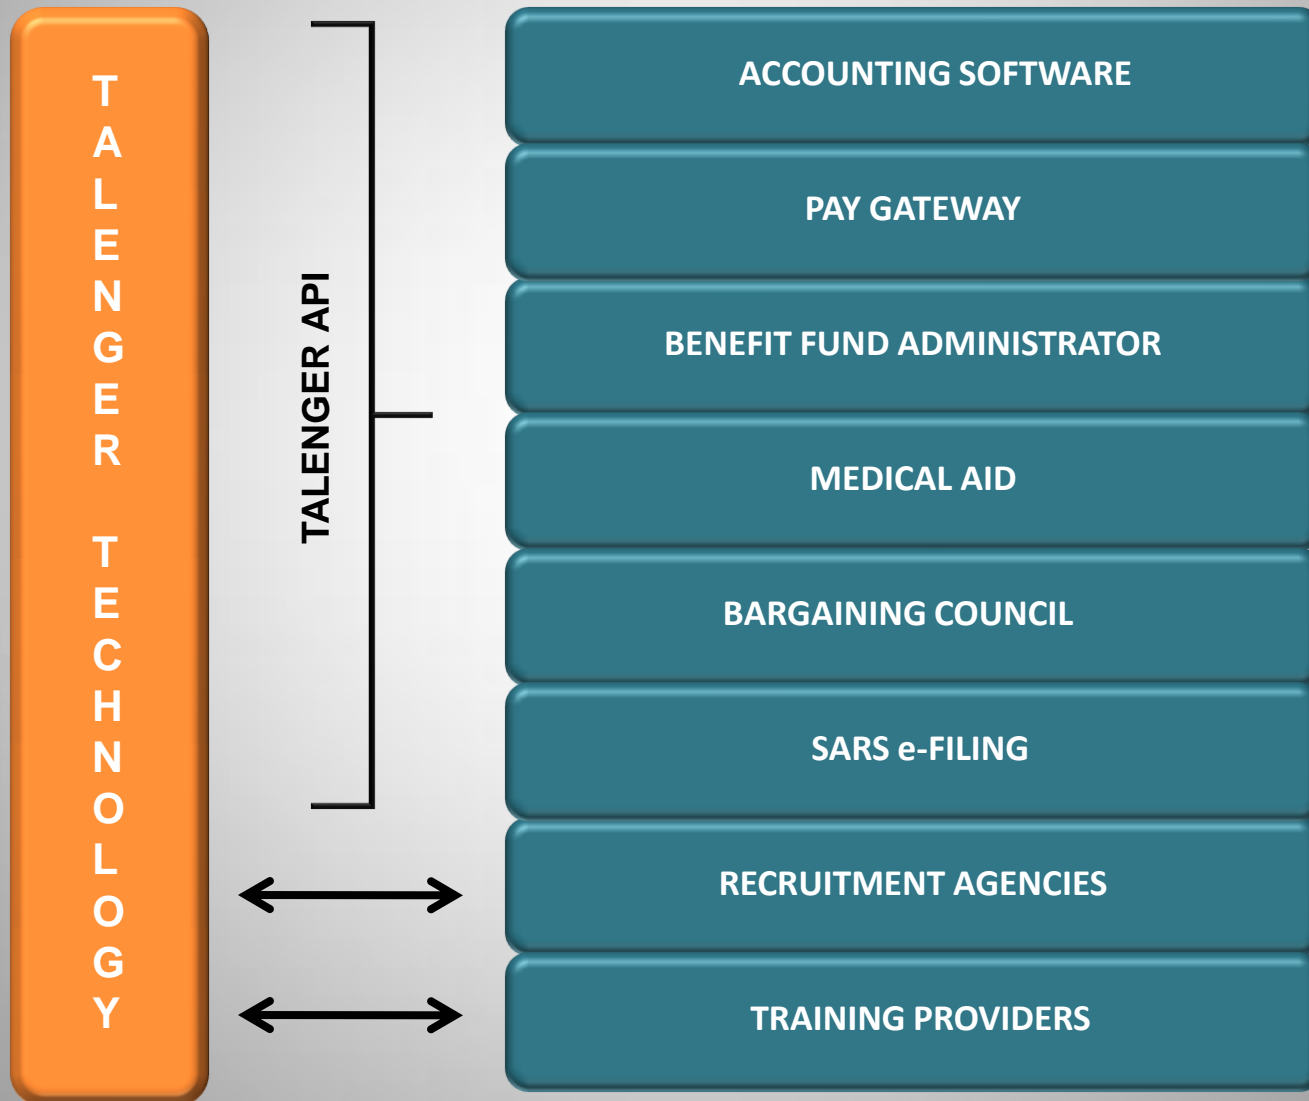 TALENGER TECHNOLOGY
TALENGER API
ACCOUNTING SOFTWARE
PAY GATEWAY
BENEFIT FUND ADMINISTRATOR
MEDICAL AID
BARGAINING COUNCIL
SARS e-FILING
RECRUITMENT AGENCIES
TRAINING PROVIDERS